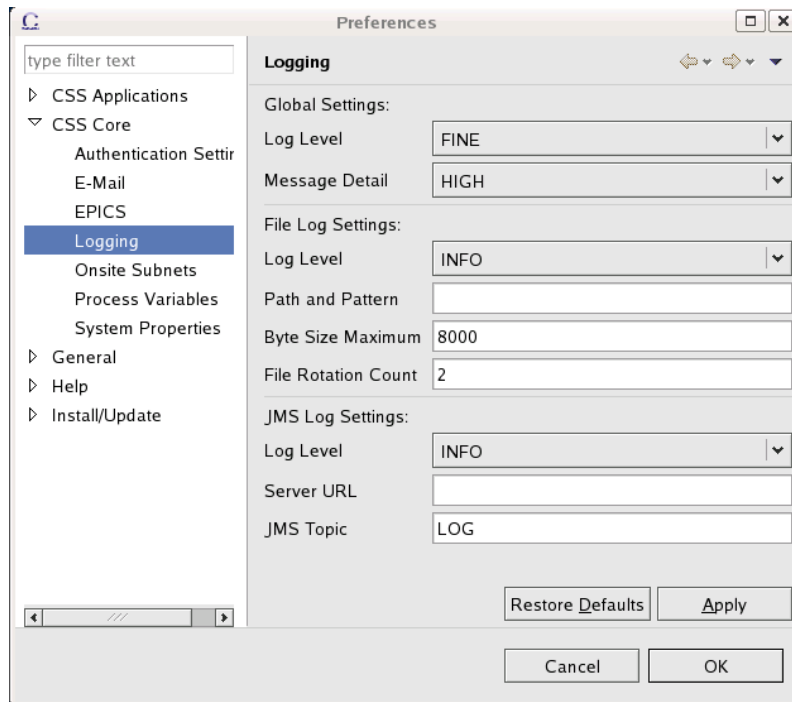 Preferences
type filter text
CSS Applications
CSS Core
Authentication Settir
E-Mail
EPICS
Logging
Onsite Subnets
Process Variables
System Properties
General
Help
Install/Update
Logging
Global Settings:
Log Level FINE
Message Detail HIGH
File Log Settings:
Log Level INFO
Path and Pattern
Byte Size Maximum 8000
File Rotation Count 2
JMS Log Settings:
Log Level INFO
Server URL
JMS Topic LOG
Restore Defaults Apply
Cancel OK